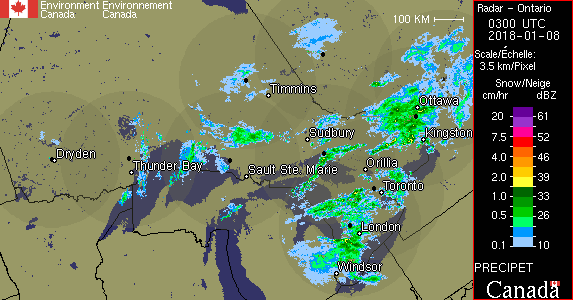 Environment Environnement
Canada Canada
100 KM
Timmins
Ottawa
Kingston
Sudbury
Dryden
Thunder Bay
Sault Ste. Marie
Orillia
Toronto
London
Windsor
Radar - Ontario
0300 UTC
2018-01-08
Scale/Échelle:
3.5 km/Pixel
Snow/Neige
cm/hr dBZ
20 61
7.5 52
4.0 46
2.0 39
1.0 33
0.5 26
0.1 10
PRECIPET
Canada